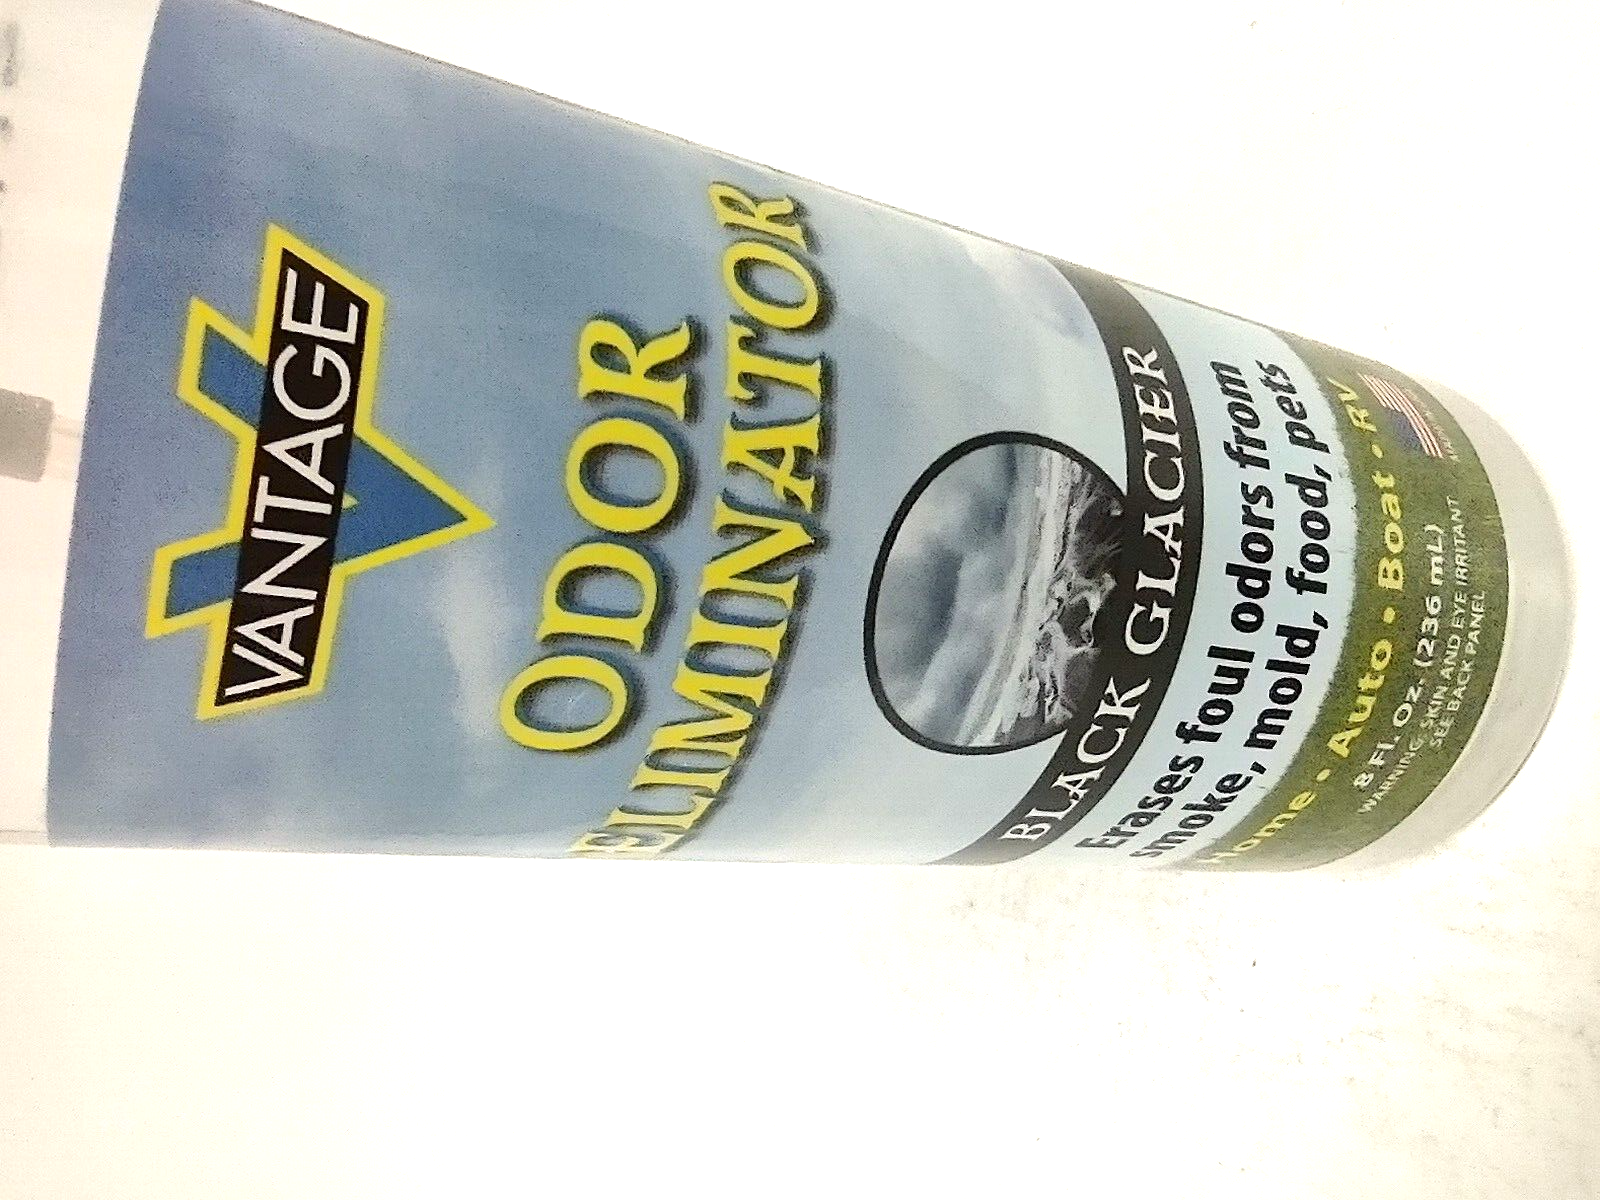 VANTAGE
ODOR
ELIMINATOR
BLACK GLACIER
Erases foul odors from
smoke, mold, food, pets
Home • Auto • Boat • RV
8 Fl. Oz. (236 mL)
WARNING: SKIN AND EYE IRRITANT
SEE BACK PANEL